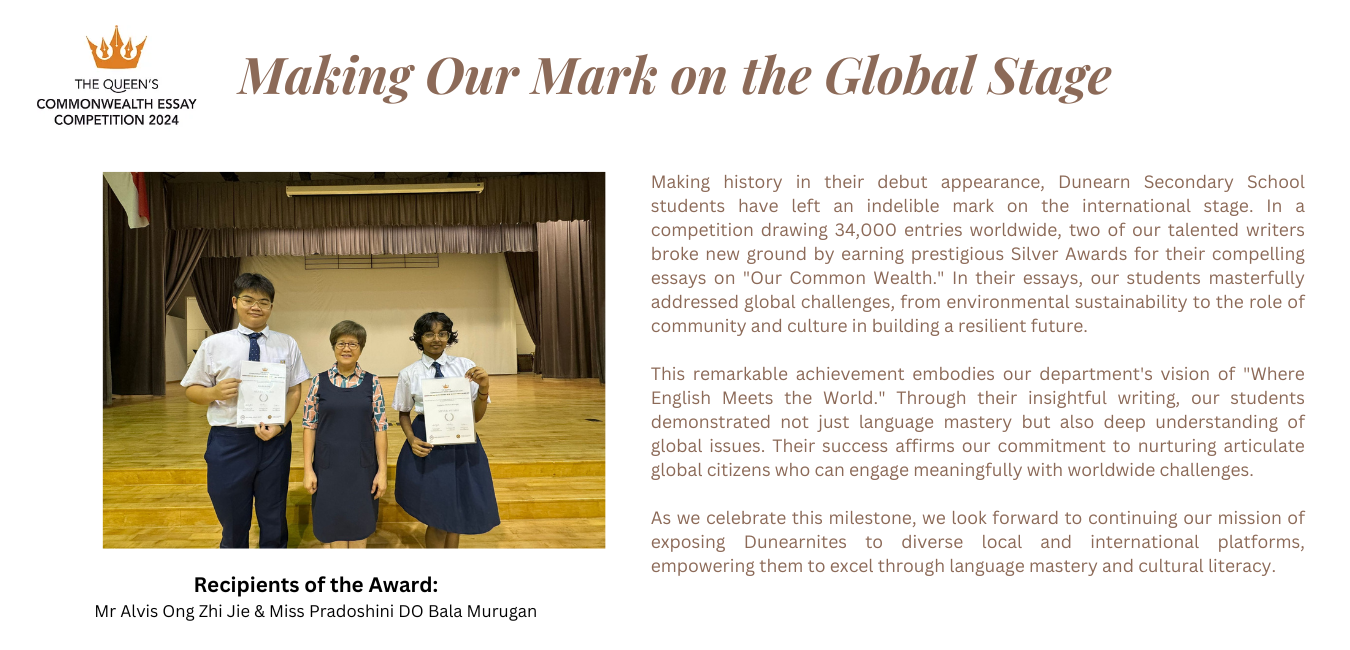 THE QUEEN'S
COMMONWEALTH ESSAY
COMPETITION 2024
Making Our Mark on the Global Stage
Making history in their debut appearance, Dunearn Secondary School
students have left an indelible mark on the international stage. In a
competition drawing 34,000 entries worldwide, two of our talented writers
broke new ground by earning prestigious Silver Awards for their compelling
essays on "Our Common Wealth." In their essays, our students masterfully
addressed global challenges, from environmental sustainability to the role of
community and culture in building a resilient future.
This remarkable achievement embodies our department's vision of "Where
English Meets the World." Through their insightful writing, our students
demonstrated not just language mastery but also deep understanding of
global issues. Their success affirms our commitment to nurturing articulate
global citizens who can engage meaningfully with worldwide challenges.
As we celebrate this milestone, we look forward to continuing our mission of
exposing Dunearnites to diverse local and international platforms,
empowering them to excel through language mastery and cultural literacy.
Recipients of the Award:
Mr Alvis Ong Zhi Jie & Miss Pradoshini DO Bala Murugan